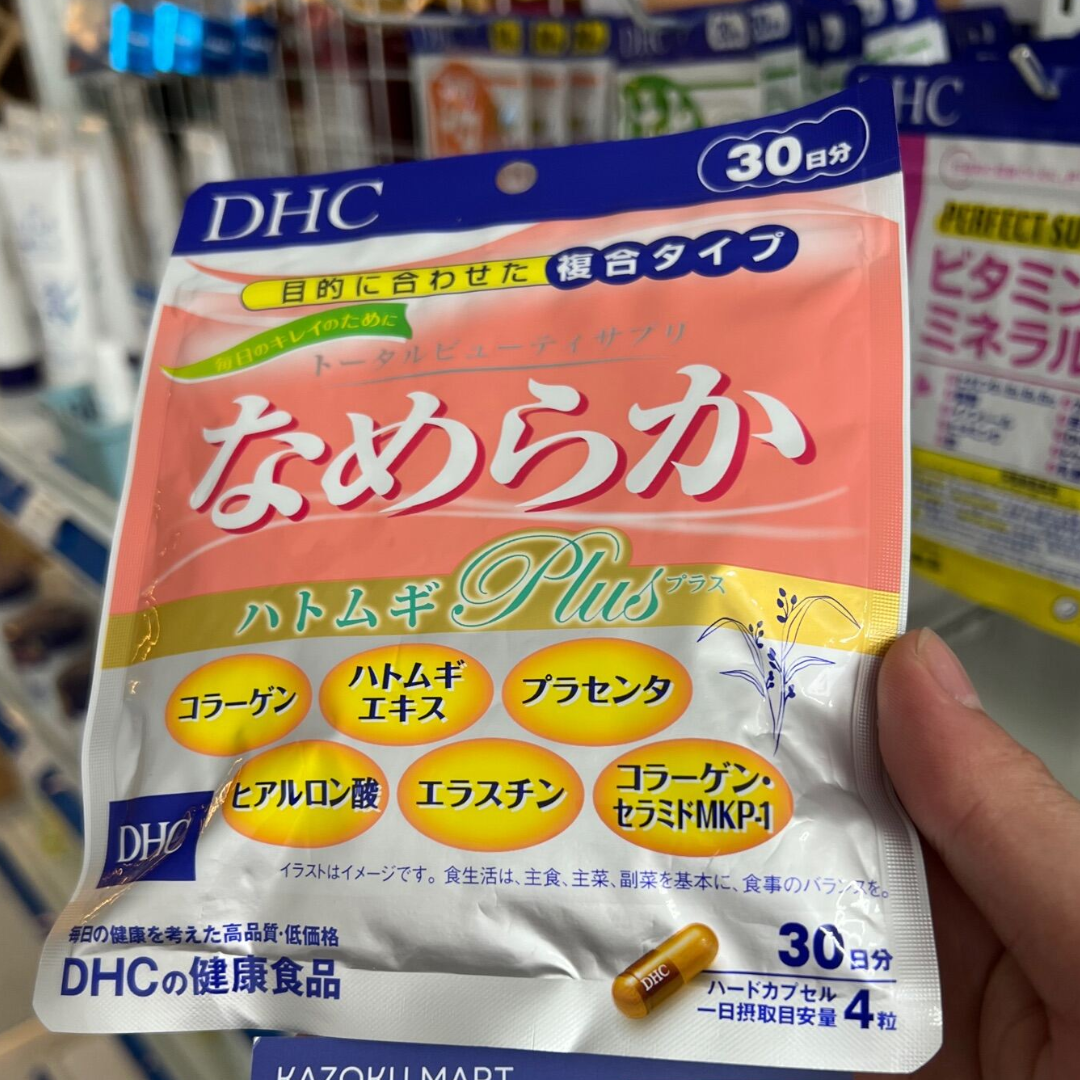 DHC
30日分
目的に合わせた 複合タイプ
毎日のキレイのために
トータルビューティサプリ
なめらか
ハトムギ Plus プラス
コラーゲン
ハトムギ
エキス
プラセンタ
ヒアルロン酸
エラスチン
コラーゲン・
セラミドMKP-1
DHC
イラストはイメージです。食生活は、主食、主菜、副菜を基本に、食事のバランスを。
毎日の健康を考えた高品質・低価格
DHCの健康食品
DHC
30日分
ハードカプセル
一日摂取目安量 4粒
KAZOKU MART
DHC
HC
PERFECT SU
ビタミン
ミネラル